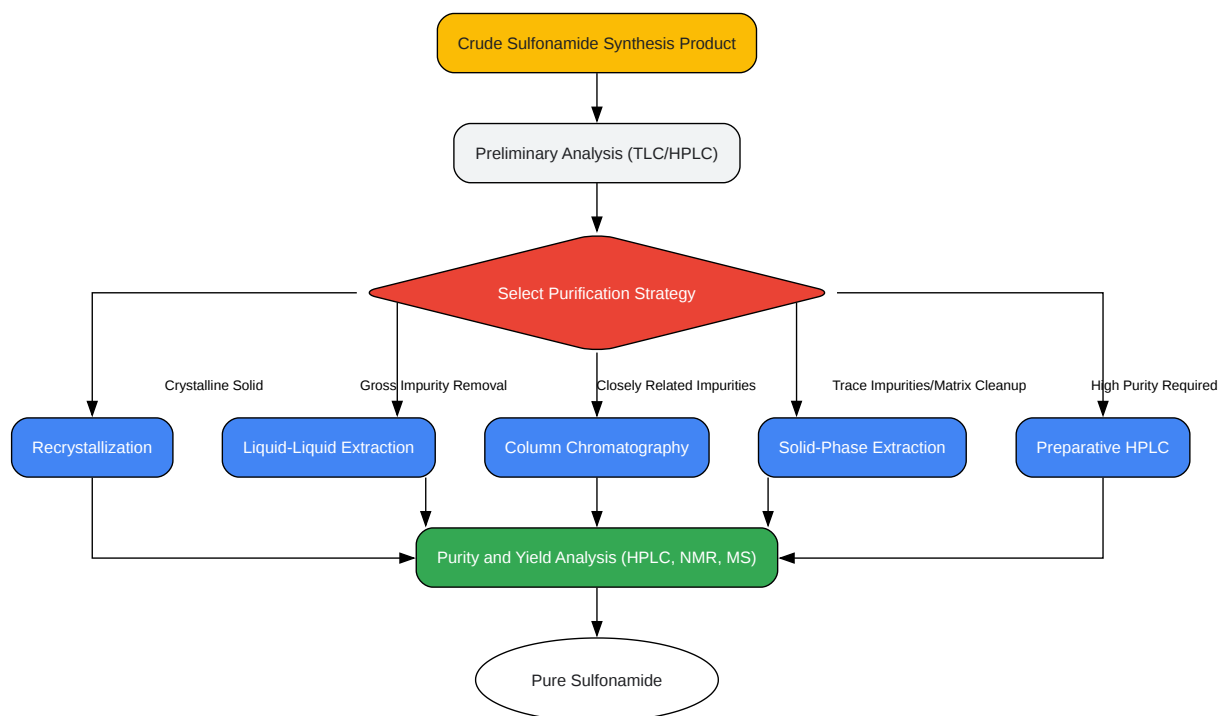 Crude Sulfonamide Synthesis Product
Preliminary Analysis (TLC/HPLC)
Select Purification Strategy
Crystalline Solid
Gross Impurity Removal
Closely Related Impurities
Trace Impurities/Matrix Cleanup
High Purity Required
Recrystallization
Liquid-Liquid Extraction
Column Chromatography
Solid-Phase Extraction
Preparative HPLC
Purity and Yield Analysis (HPLC, NMR, MS)
Pure Sulfonamide